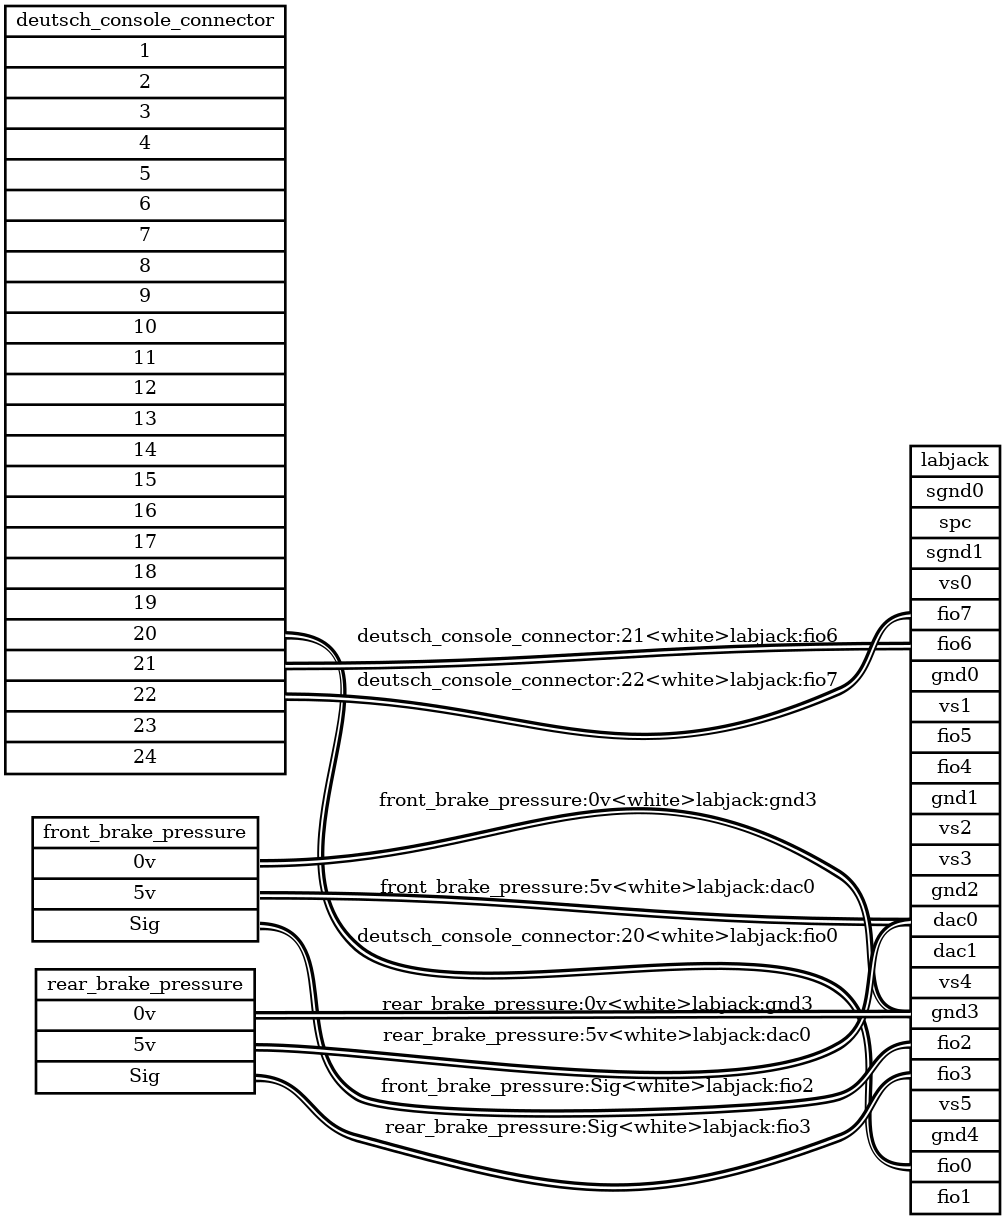 deutsch_console_connector
1
2
3
4
5
6
7
8
9
10
11
12
13
14
15
16
17
18
19
20
21
22
23
24
front_brake_pressure
0v
5v
Sig
rear_brake_pressure
0v
5v
Sig
deutsch_console_connector:21<white>labjack:fio6
deutsch_console_connector:22<white>labjack:fio7
front_brake_pressure:0v<white>labjack:gnd3
front_brake_pressure:5v<white>labjack:dac0
deutsch_console_connector:20<white>labjack:fio0
rear_brake_pressure:0v<white>labjack:gnd3
rear_brake_pressure:5v<white>labjack:dac0
front_brake_pressure:Sig<white>labjack:fio2
rear_brake_pressure:Sig<white>labjack:fio3
labjack
sgnd0
spc
sgnd1
vs0
fio7
fio6
gnd0
vs1
fio5
fio4
gnd1
vs2
vs3
gnd2
dac0
dac1
vs4
gnd3
fio2
fio3
vs5
gnd4
fio0
fio1